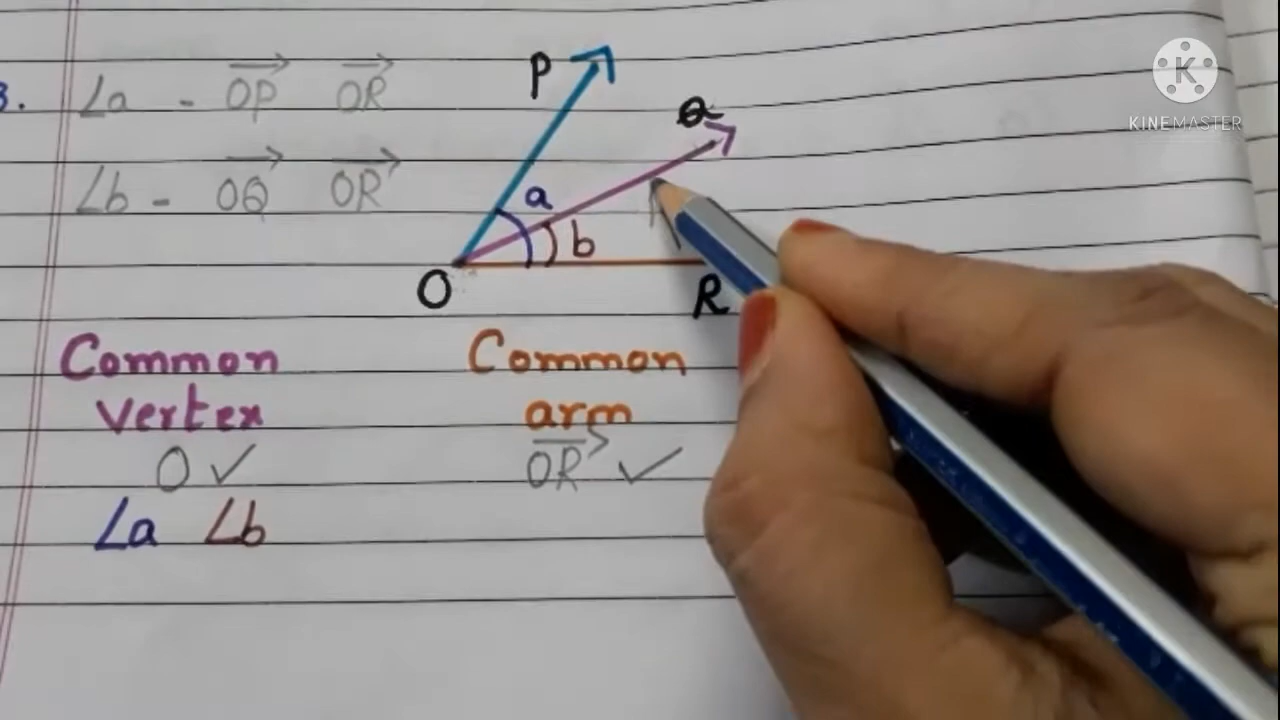 3. ∠a - OP OR
∠b - OQ OR
P
Q
a
b
O
R
Common vertex
O ✓
∠a ∠b
Common arm
OR ✓
K
KINEMASTER